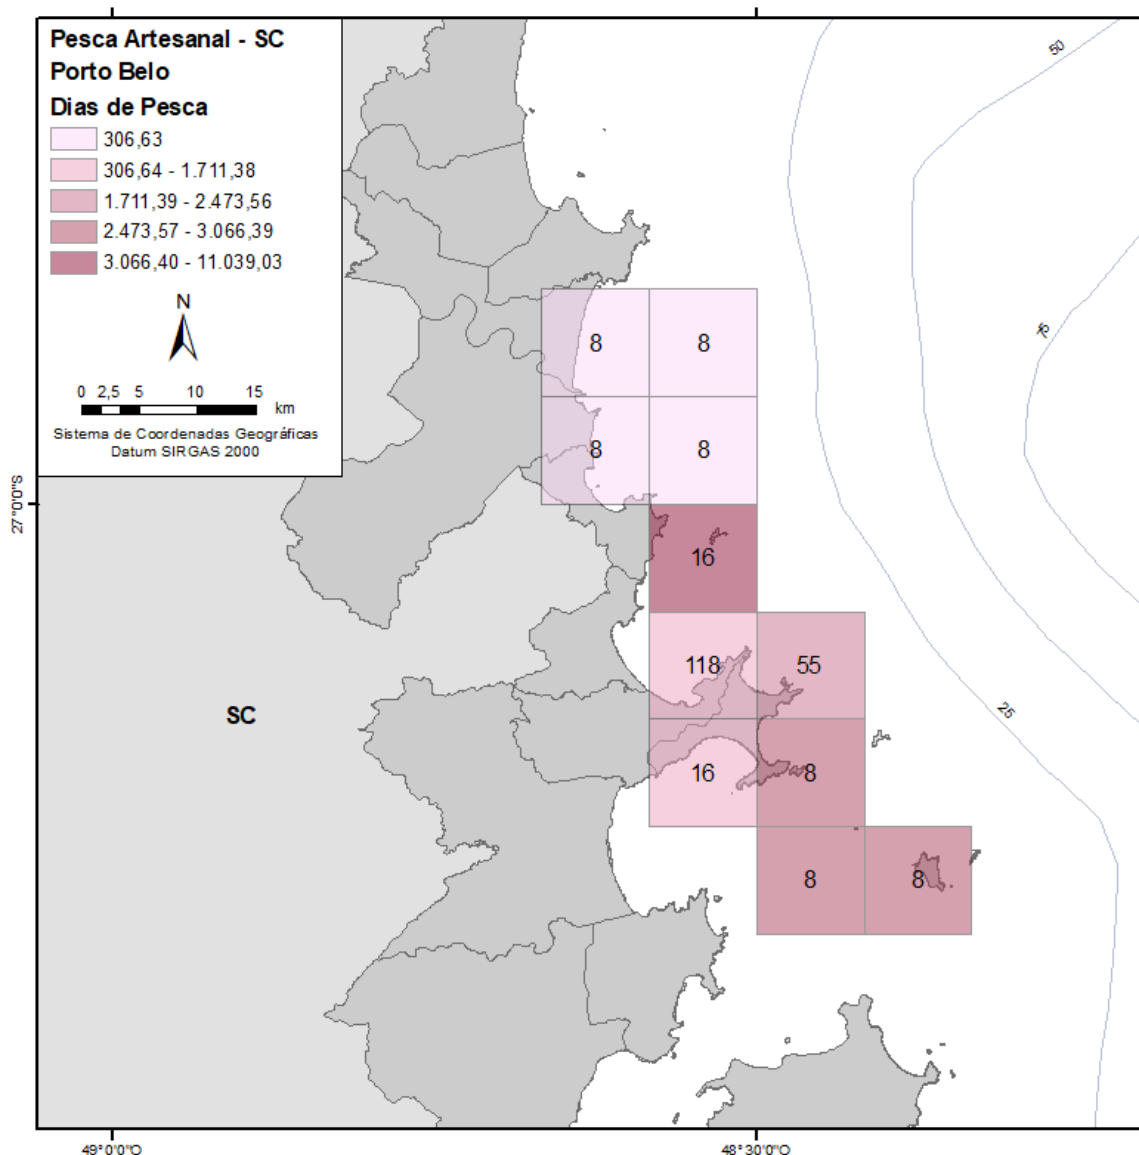 Pesca Artesanal - SC
Porto Belo
Dias de Pesca
306,63
306,64 - 1.711,38
1.711,39 - 2.473,56
2.473,57 - 3.066,39
3.066,40 - 11.039,03
N
0 2,5 5 10 15
km
Sistema de Coordenadas Geográficas
Datum SIRGAS 2000
50
75
8 8
8 8
27°0'0"S
16
118 55
25
SC
16 8
8 8
49°0'0"O 48°30'0"O